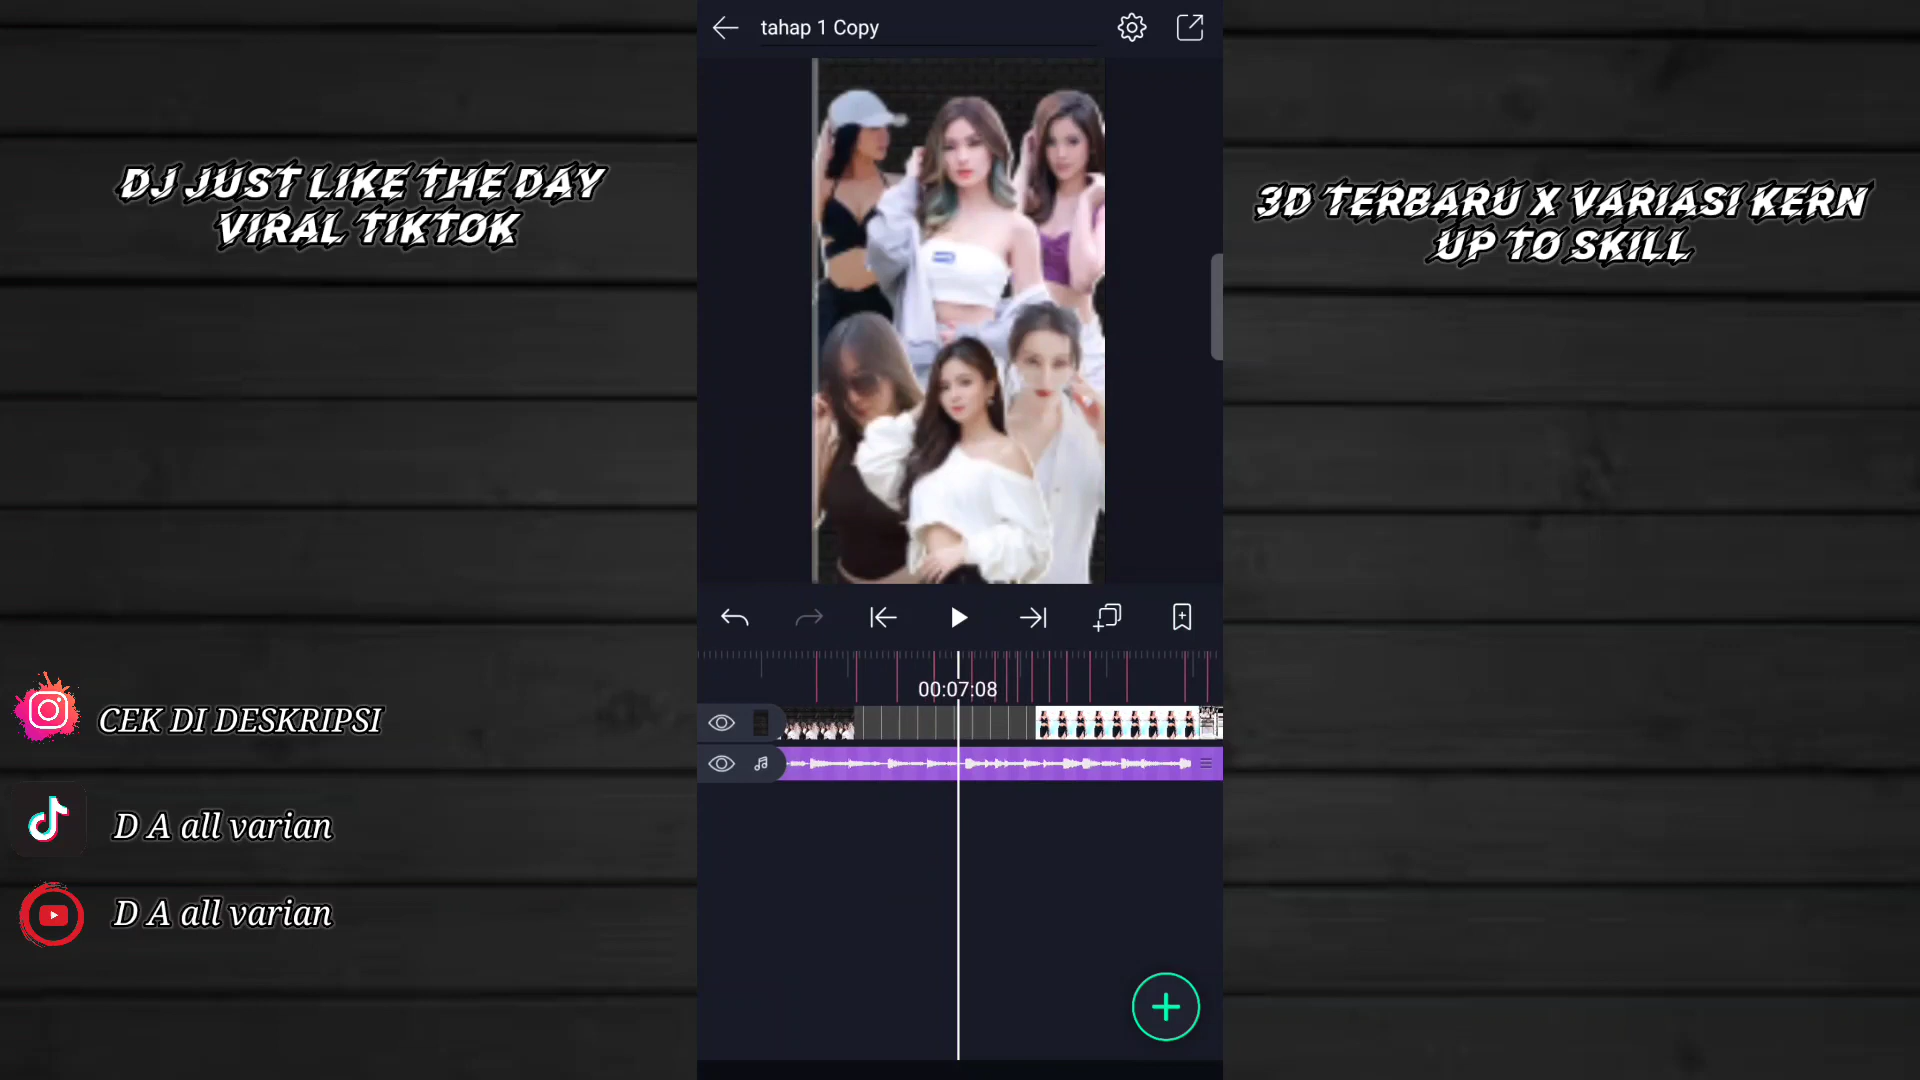 tahap 1 Copy
DJ JUST LIKE THE DAY
VIRAL TIKTOK
3D TERBARU X VARIASI KERN
UP TO SKILL
00:07:08
CEK DI DESKRIPSI
D A all varian
D A all varian